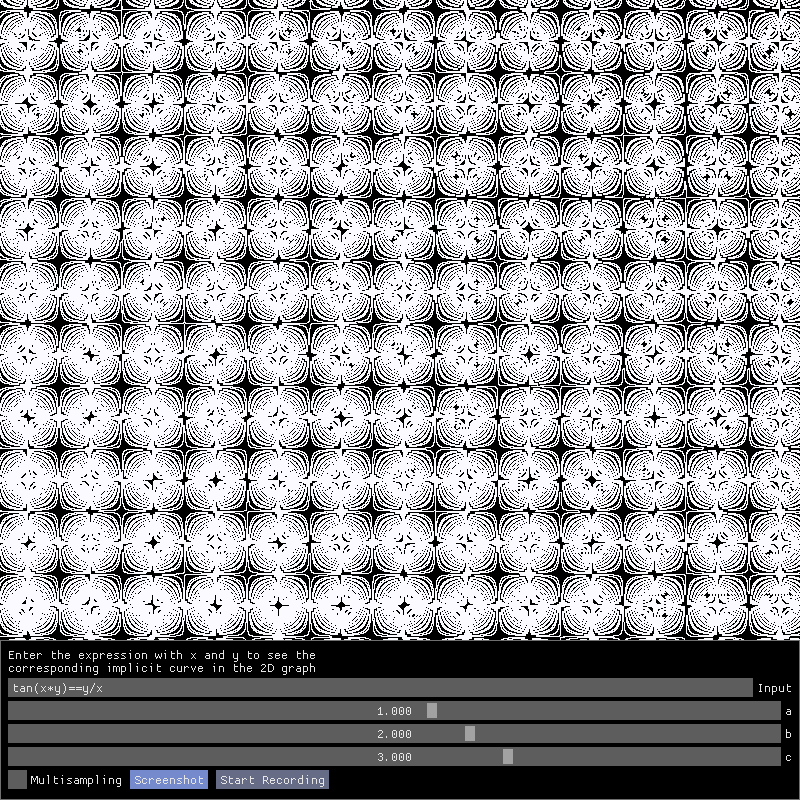 Enter the expression with x and y to see the
corresponding implicit curve in the 2D graph
tan(x*y)==y/x Input
1.000 a
2.000 b
3.000 c
Multisampling Screenshot Start Recording